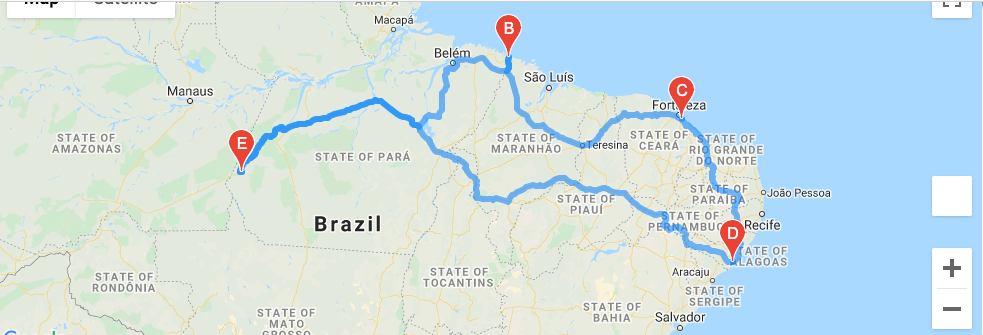 Map
Satellite
Macapá
B
Belém
São Luís
Manaus
C
Fortaleza
STATE OF
AMAZONAS
E
STATE OF PARÁ
STATE OF
MARANHÃO
Teresina
STATE OF
CEARÁ
STATE OF
RIO GRANDE
DO NORTE
STATE OF
PARAÍBA
João Pessoa
STATE OF
PIAUÍ
STATE OF
PERNAMBUCO
Recife
Brazil
D
STATE OF
ALAGOAS
STATE OF
RONDÔNIA
STATE OF
TOCANTINS
Aracaju
STATE OF
SERGIPE
STATE OF
MATO
GROSSO
STATE OF
BAHIA
Salvador
Google